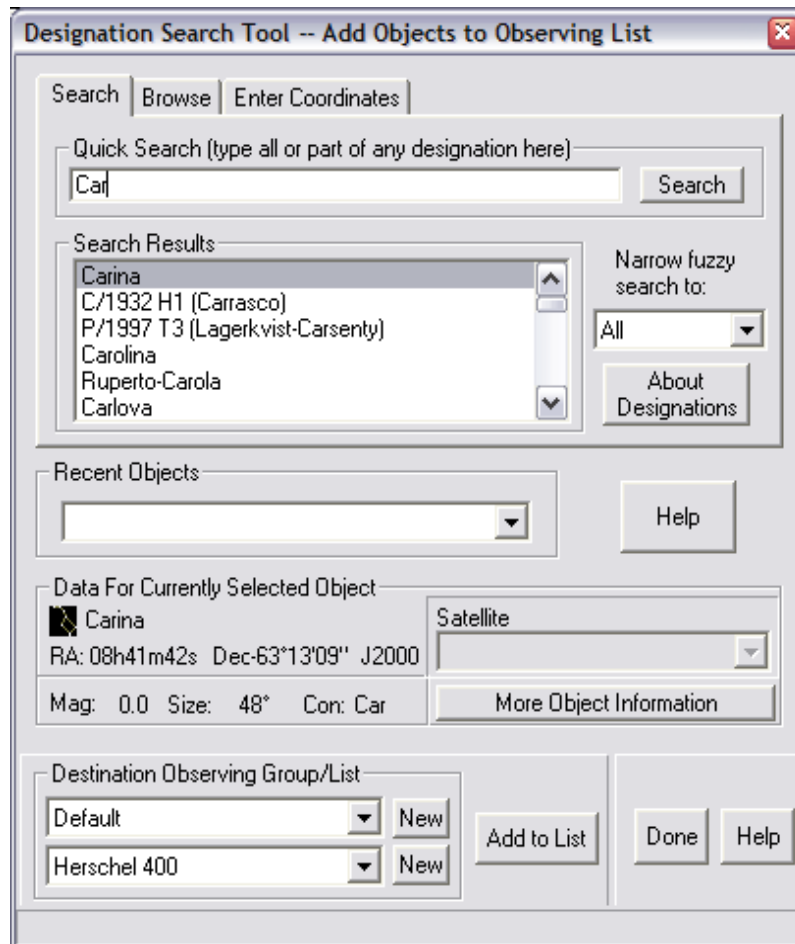 Designation Search Tool -- Add Objects to Observing List
Search Browse Enter Coordinates
Quick Search (type all or part of any designation here)
Car Search
Search Results
Carina
C/1932 H1 (Carrasco)
P/1997 T3 (Lagerkvist-Carsenty)
Carolina
Ruperto-Carola
Carlova
Narrow fuzzy
search to:
All
About
Designations
Recent Objects
Help
Data For Currently Selected Object
Carina
RA: 08h41m42s Dec-63°13'09" J2000
Mag: 0.0 Size: 48° Con: Car
Satellite
More Object Information
Destination Observing Group/List
Default New
Herschel 400 New
Add to List
Done Help